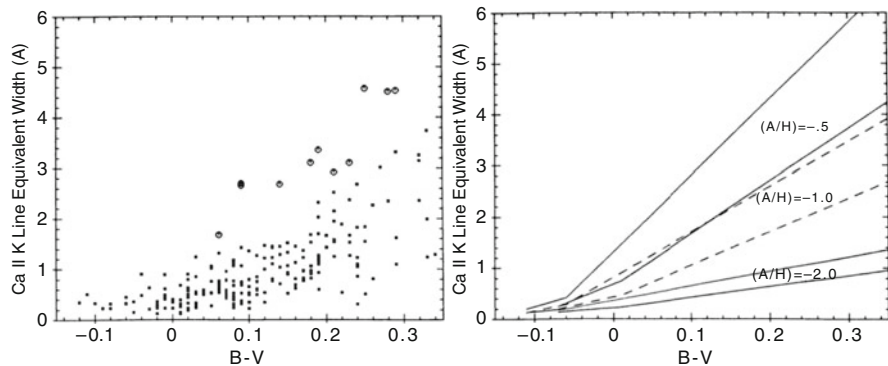 6
5
4
3
2
1
0
Ca II K Line Equivalent Width (A)
−0.1 0 0.1 0.2 0.3
B-V
6
5
4
3
2
1
0
Ca II K Line Equivalent Width (A)
(A/H)=−.5
(A/H)=−1.0
(A/H)=−2.0
−0.1 0 0.1 0.2 0.3
B-V